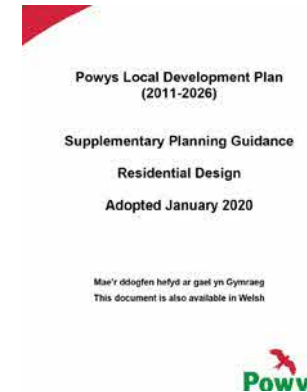 Powys Local Development Plan
(2011-2026)
Supplementary Planning Guidance
Residential Design
Adopted January 2020
Mae'r ddogfen hefyd ar gael yn Gymraeg
This document is also available in Welsh
Powys